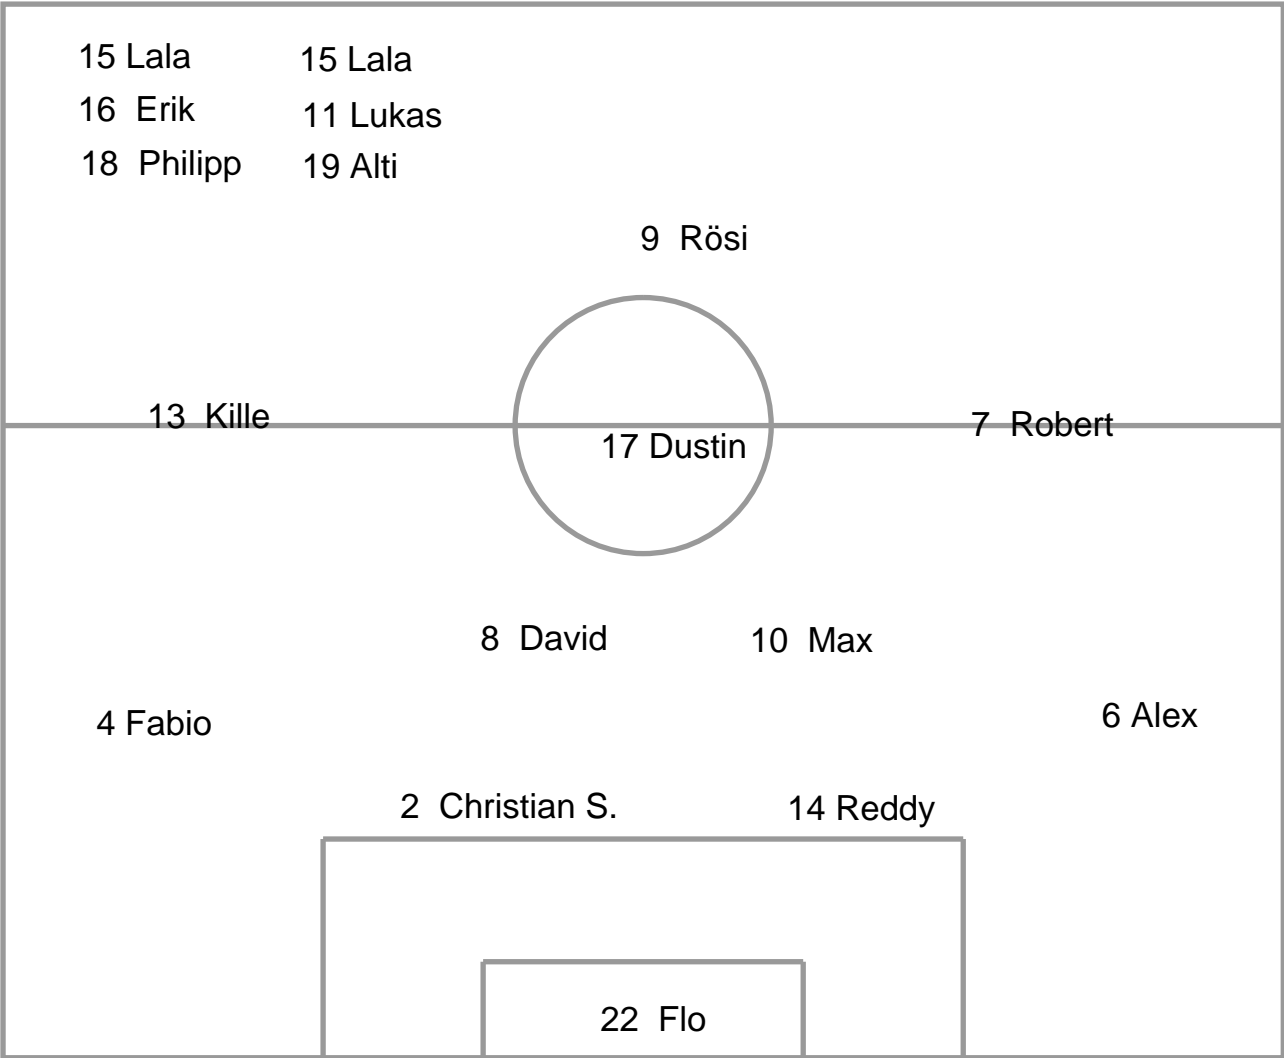 15 Lala
15 Lala
16 Erik
11 Lukas
18 Philipp
19 Alti
9 Rösi
13 Kille
7 Robert
17 Dustin
8 David
10 Max
4 Fabio
6 Alex
2 Christian S.
14 Reddy
22 Flo